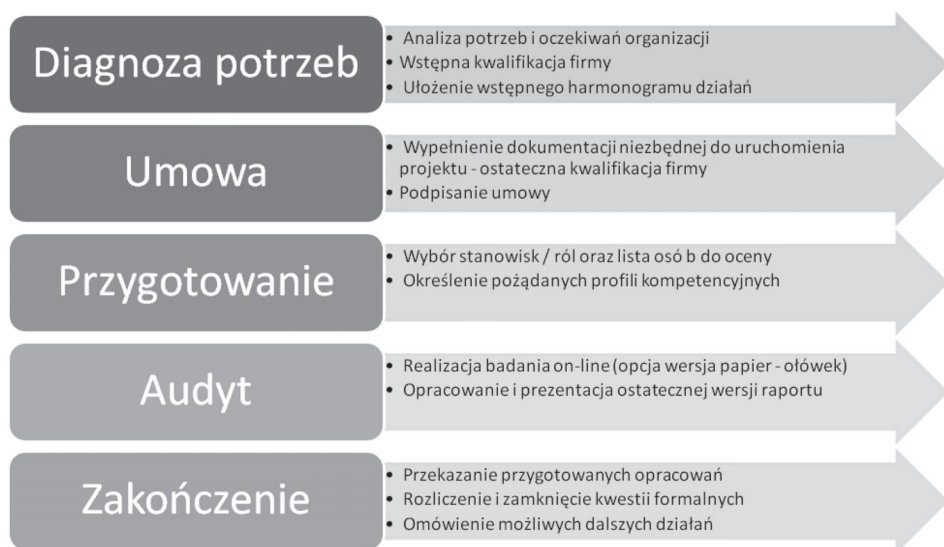 Diagnoza potrzeb
• Analiza potrzeb i oczekiwań organizacji
• Wstępna kwalifikacja firmy
• Ułożenie wstępnego harmonogramu działań
Umowa
• Wypełnienie dokumentacji niezbędnej do uruchomienia
projektu - ostateczna kwalifikacja firmy
• Podpisanie umowy
Przygotowanie
• Wybór stanowisk / ról oraz lista osó b do oceny
• Określenie pożądanych profili kompetencyjnych
Audyt
• Realizacja badania on-line (opcja wersja papier - ołówek)
• Opracowanie i prezentacja ostatecznej wersji raportu
Zakończenie
• Przekazanie przygotowanych opracowań
• Rozliczenie i zamknięcie kwestii formalnych
• Omówienie możliwych dalszych działań